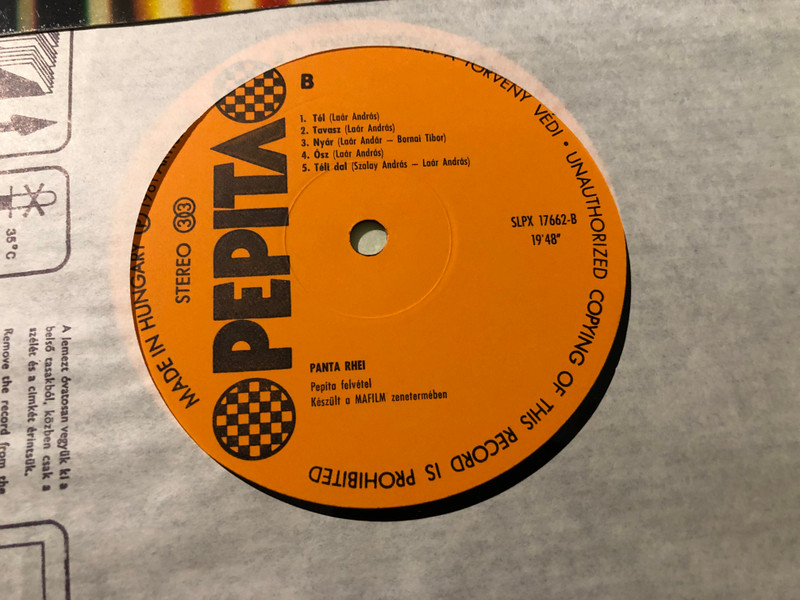 B
1. Tél (Laár András)
2. Tavasz (Laár András)
3. Nyár (Laár Andár – Bornai Tibor)
4. Ősz (Laár András)
5. Téli dal (Szalay András – Laár András)
SLPX 17662-B
19'48"
STEREO 33
PEPITA
PANTA RHEI
Pepita felvétel
Készült a MAFILM zenetermében
MADE IN HUNGARY
TÖRVÉNY VÉDI • UNAUTHORIZED COPYING OF THIS RECORD IS PROHIBITED
35°C
A lemezt óvatosan vegyük ki a
belső tasakból, közben csak a
szélét és a címkét érintsük.
Remove the record from the